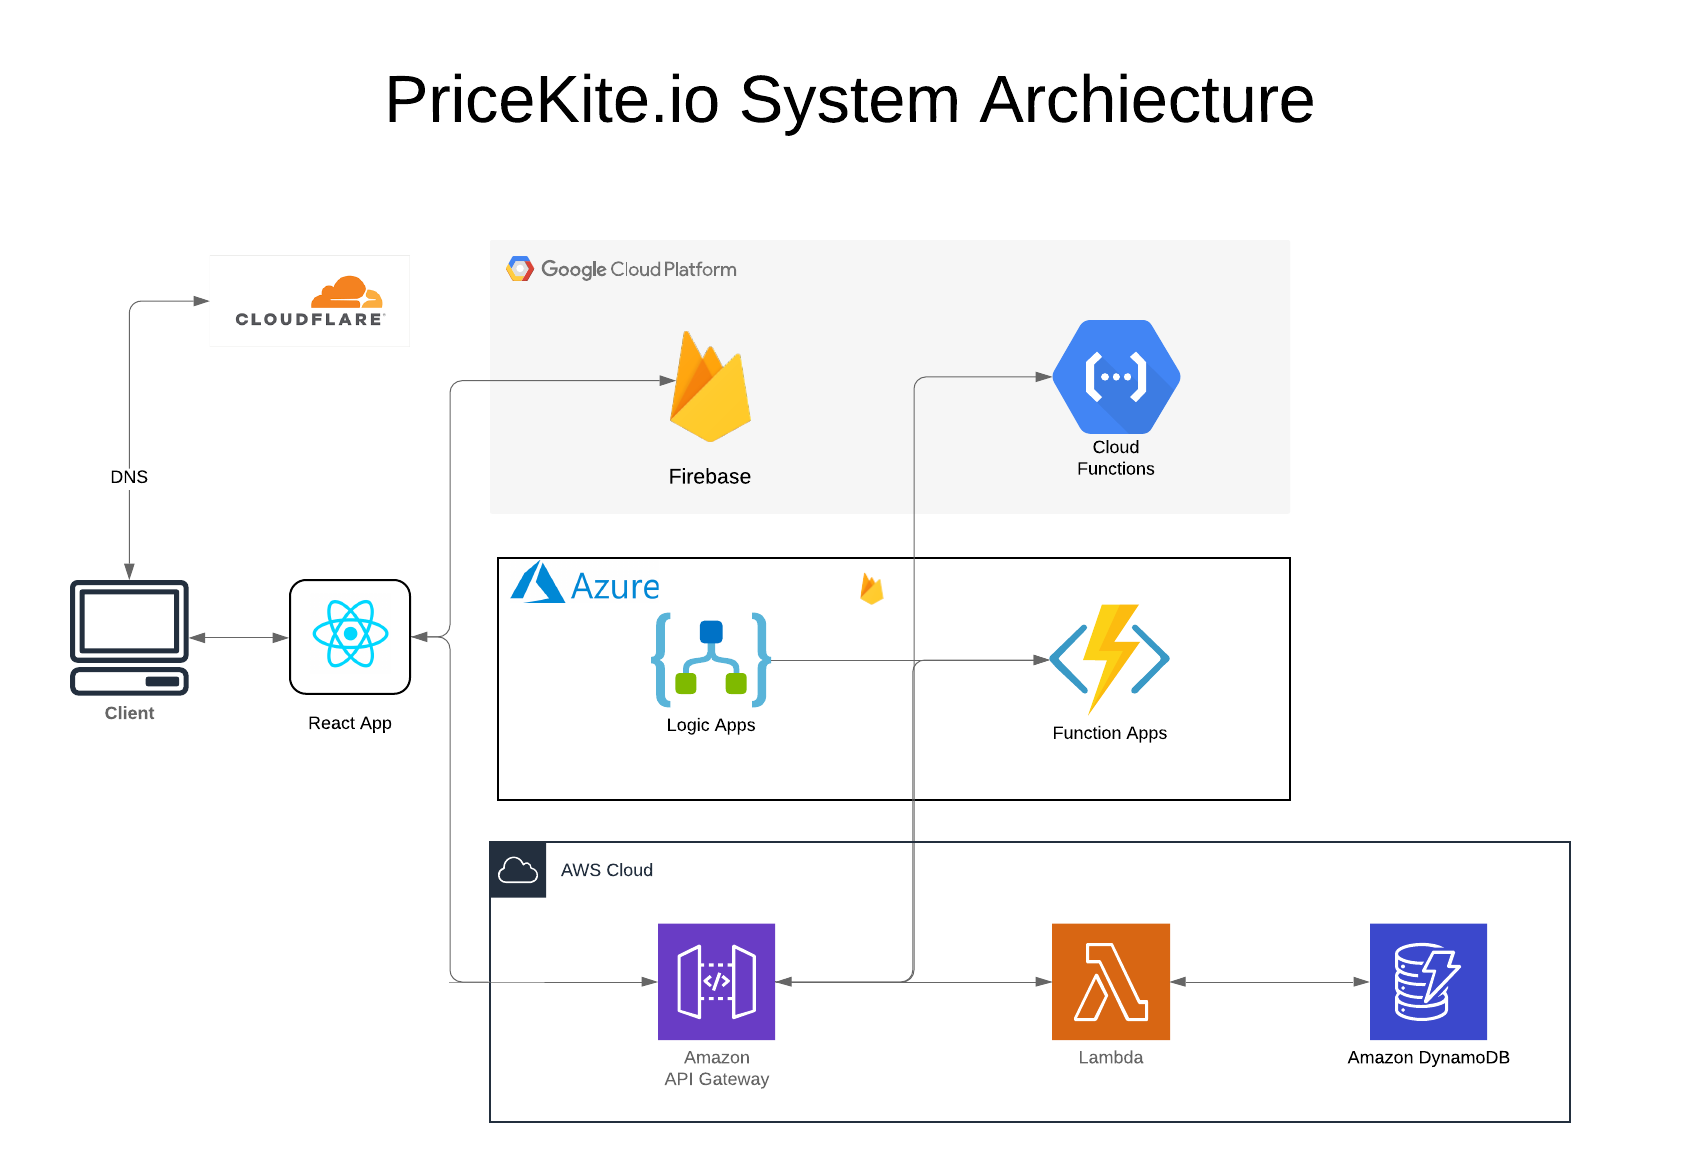 PriceKite.io System Archiecture
CLOUDFLARE
Google Cloud Platform
Firebase
Cloud
Functions
DNS
Client
React App
Azure
Logic Apps
Function Apps
AWS Cloud
</>
Amazon
API Gateway
Lambda
Amazon DynamoDB